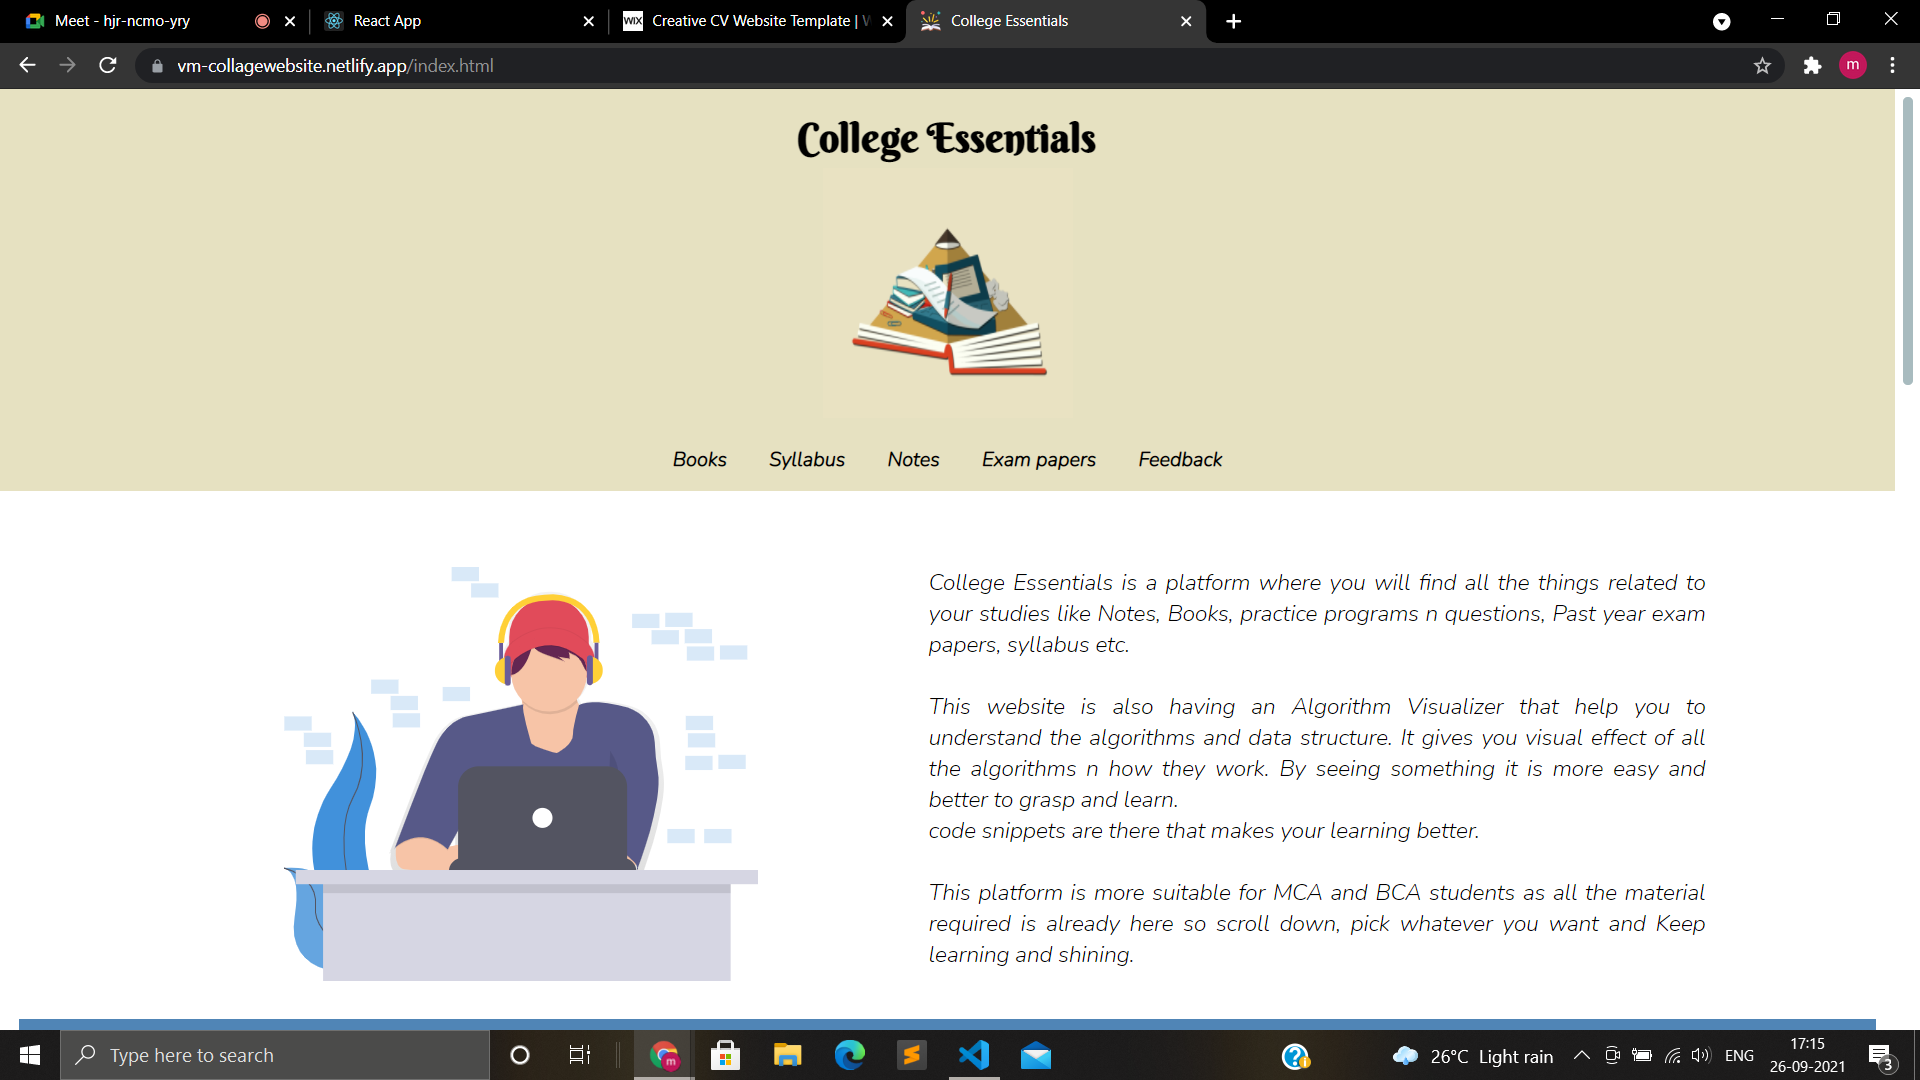 Meet - hjr-ncmo-yry
React App
WIX Creative CV Website Template |
College Essentials
vm-collagewebsite.netlify.app/index.html
m
College Essentials
Books Syllabus Notes Exam papers Feedback
College Essentials is a platform where you will find all the things related to
your studies like Notes, Books, practice programs n questions, Past year exam
papers, syllabus etc.
This website is also having an Algorithm Visualizer that help you to
understand the algorithms and data structure. It gives you visual effect of all
the algorithms n how they work. By seeing something it is more easy and
better to grasp and learn.
code snippets are there that makes your learning better.
This platform is more suitable for MCA and BCA students as all the material
required is already here so scroll down, pick whatever you want and Keep
learning and shining.
Type here to search
m
26°C Light rain
ENG
17:15
26-09-2021
3